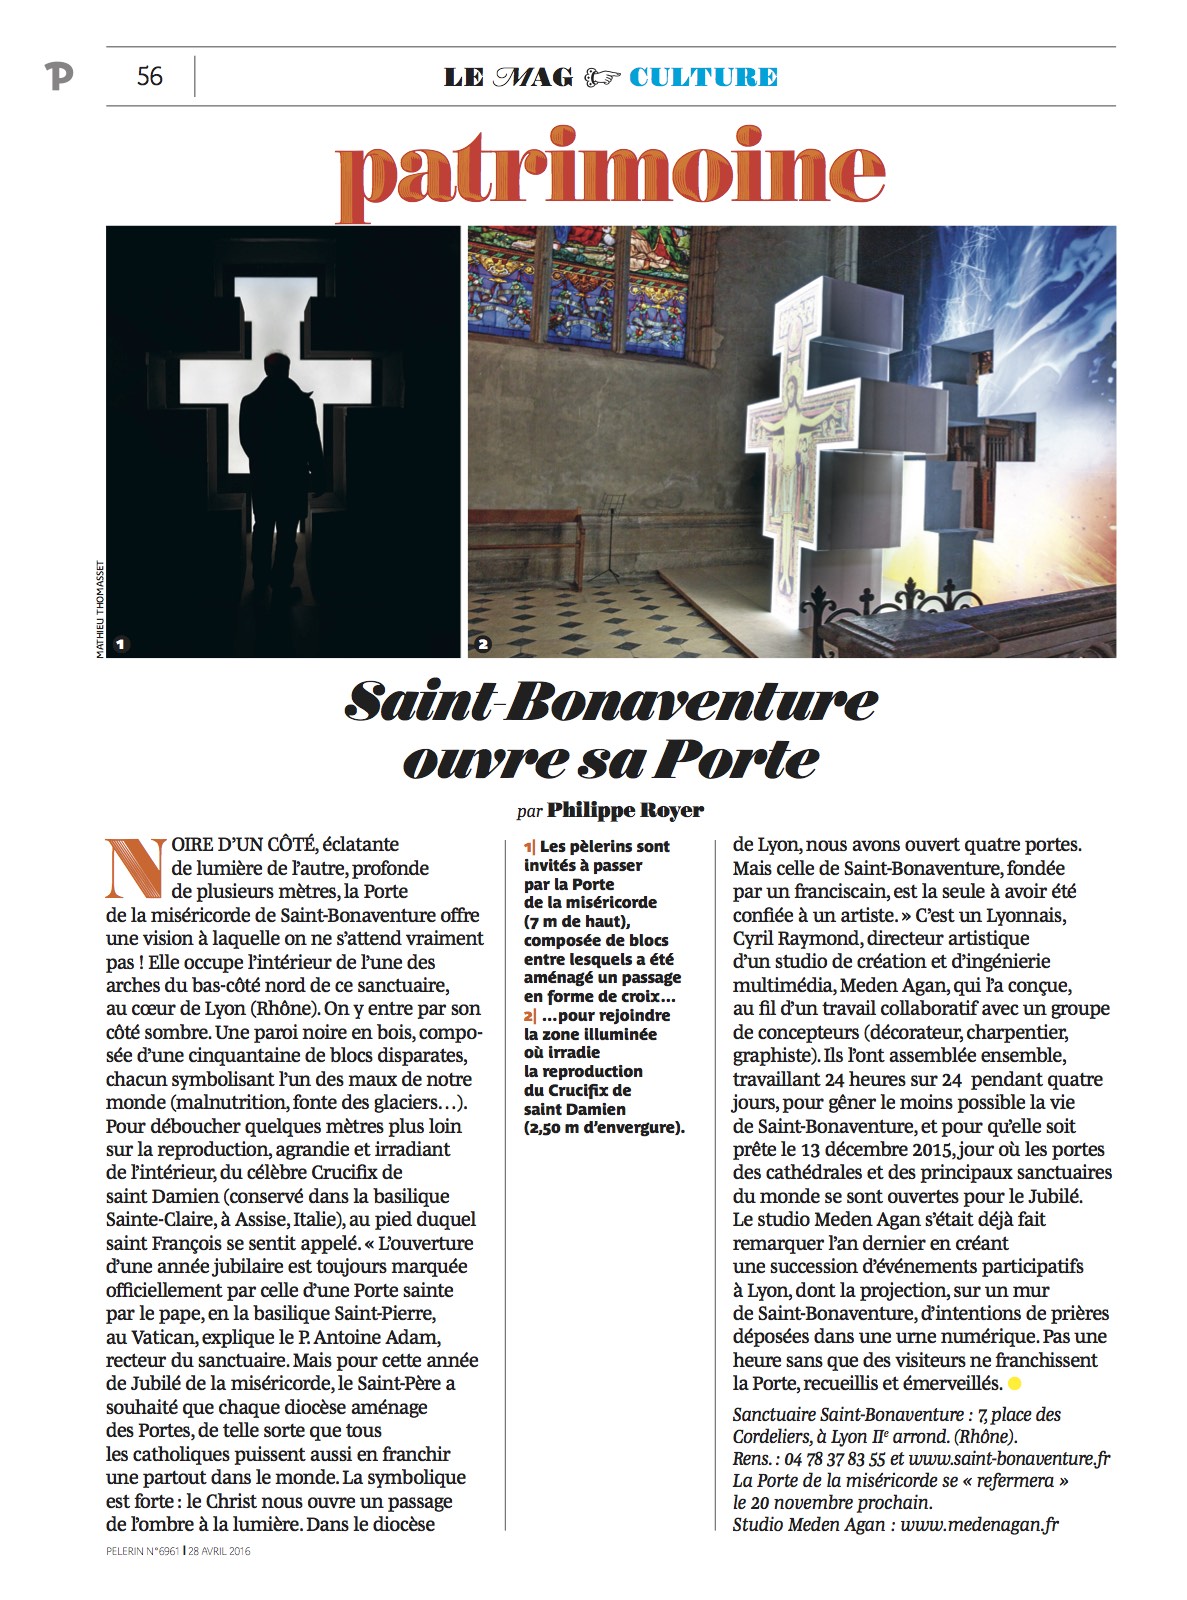 P
56
LE MAG CULTURE
patrimoine
MATHIEU THOMASSET
1
2
Saint-Bonaventure
ouvre sa Porte
par Philippe Royer
NOIRE D’UN CÔTÉ, éclatante
de lumière de l’autre, profonde
de plusieurs mètres, la Porte
de la miséricorde de Saint-Bonaventure offre
une vision à laquelle on ne s’attend vraiment
pas ! Elle occupe l’intérieur de l’une des
arches du bas-côté nord de ce sanctuaire,
au cœur de Lyon (Rhône). On y entre par son
côté sombre. Une paroi noire en bois, compo-
sée d’une cinquantaine de blocs disparates,
chacun symbolisant l’un des maux de notre
monde (malnutrition, fonte des glaciers…).
Pour déboucher quelques mètres plus loin
sur la reproduction, agrandie et irradiant
de l’intérieur, du célèbre Crucifix de
saint Damien (conservé dans la basilique
Sainte-Claire, à Assise, Italie), au pied duquel
saint François se sentit appelé. « L’ouverture
d’une année jubilaire est toujours marquée
officiellement par celle d’une Porte sainte
par le pape, en la basilique Saint-Pierre,
au Vatican, explique le P. Antoine Adam,
recteur du sanctuaire. Mais pour cette année
de Jubilé de la miséricorde, le Saint-Père a
souhaité que chaque diocèse aménage
des Portes, de telle sorte que tous
les catholiques puissent aussi en franchir
une partout dans le monde. La symbolique
est forte : le Christ nous ouvre un passage
de l’ombre à la lumière. Dans le diocèse
1| Les pèlerins sont
invités à passer
par la Porte
de la miséricorde
(7 m de haut),
composée de blocs
entre lesquels a été
aménagé un passage
en forme de croix…
2| …pour rejoindre
la zone illuminée
où irradie
la reproduction
du Crucifix de
saint Damien
(2,50 m d’envergure).
de Lyon, nous avons ouvert quatre portes.
Mais celle de Saint-Bonaventure, fondée
par un franciscain, est la seule à avoir été
confiée à un artiste. » C’est un Lyonnais,
Cyril Raymond, directeur artistique
d’un studio de création et d’ingénierie
multimédia, Meden Agan, qui l’a conçue,
au fil d’un travail collaboratif avec un groupe
de concepteurs (décorateur, charpentier,
graphiste). Ils l’ont assemblée ensemble,
travaillant 24 heures sur 24 pendant quatre
jours, pour gêner le moins possible la vie
de Saint-Bonaventure, et pour qu’elle soit
prête le 13 décembre 2015, jour où les portes
des cathédrales et des principaux sanctuaires
du monde se sont ouvertes pour le Jubilé.
Le studio Meden Agan s’était déjà fait
remarquer l’an dernier en créant
une succession d’événements participatifs
à Lyon, dont la projection, sur un mur
de Saint-Bonaventure, d’intentions de prières
déposées dans une urne numérique. Pas une
heure sans que des visiteurs ne franchissent
la Porte, recueillis et émerveillés.
Sanctuaire Saint-Bonaventure : 7, place des
Cordeliers, à Lyon IIe arrond. (Rhône).
Rens. : 04 78 37 83 55 et www.saint-bonaventure.fr
La Porte de la miséricorde se « refermera »
le 20 novembre prochain.
Studio Meden Agan : www.medenagan.fr
PELERIN N°6961 | 28 AVRIL 2016